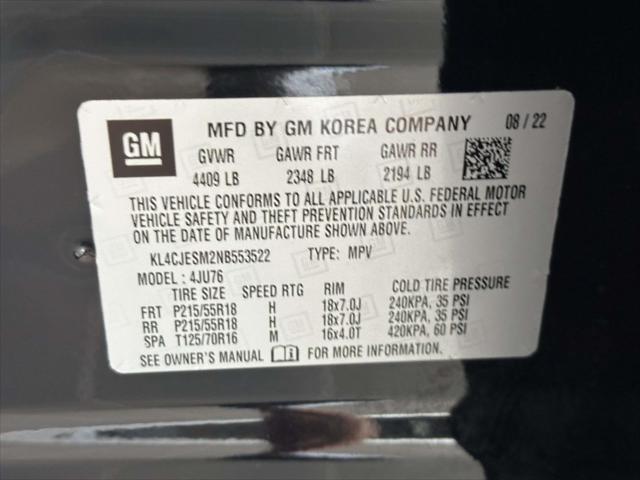 GM MFD BY GM KOREA COMPANY 08 / 22
GVWR GAWR FRT GAWR RR
4409 LB 2348 LB 2194 LB
THIS VEHICLE CONFORMS TO ALL APPLICABLE U.S. FEDERAL MOTOR
VEHICLE SAFETY AND THEFT PREVENTION STANDARDS IN EFFECT
ON THE DATE OF MANUFACTURE SHOWN ABOVE.
KL4CJESM2NB553522 TYPE: MPV
MODEL : 4JU76
TIRE SIZE SPEED RTG RIM COLD TIRE PRESSURE
FRT P215/55R18 H 18x7.0J 240KPA, 35 PSI
RR P215/55R18 H 18x7.0J 240KPA, 35 PSI
SPA T125/70R16 M 16x4.0T 420KPA, 60 PSI
SEE OWNER'S MANUAL FOR MORE INFORMATION.